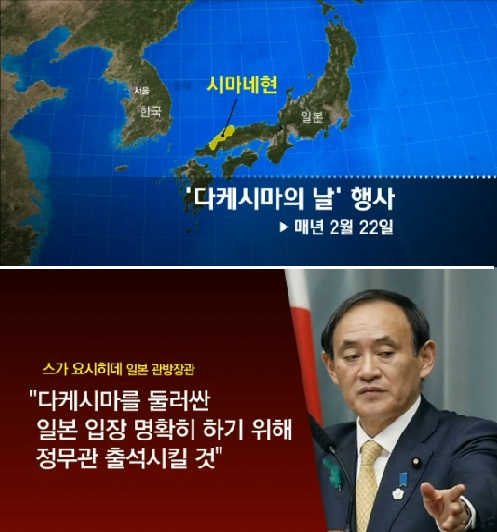 시마네현
서울
한국
일본
'다케시마의 날' 행사
▶ 매년 2월 22일
스가 요시히데 일본 관방장관
"다케시마를 둘러싼
일본 입장 명확히 하기 위해
정무관 출석시킬 것"